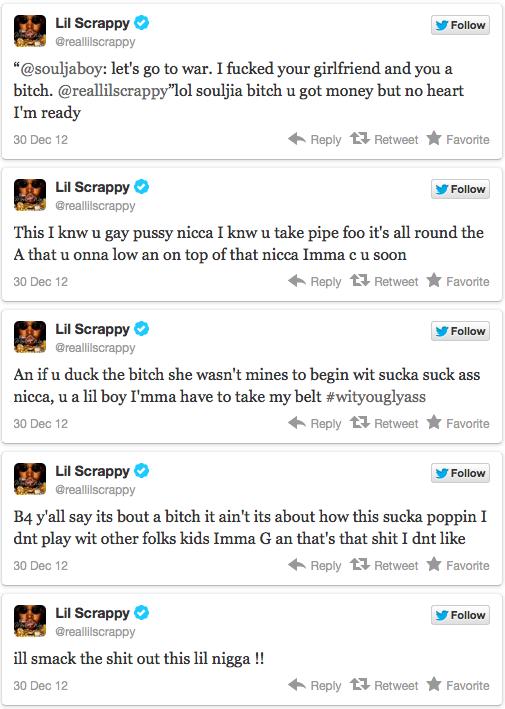 Lil Scrappy
Follow
@reallilscrappy
“@souljaboy: let's go to war. I fucked your girlfriend and you a
bitch. @reallilscrappy”lol souljia bitch u got money but no heart
I'm ready
30 Dec 12
Reply Retweet Favorite
Lil Scrappy
Follow
@reallilscrappy
This I knw u gay pussy nicca I knw u take pipe foo it's all round the
A that u onna low an on top of that nicca Imma c u soon
30 Dec 12
Reply Retweet Favorite
Lil Scrappy
Follow
@reallilscrappy
An if u duck the bitch she wasn't mines to begin wit sucka suck ass
nicca, u a lil boy I'mma have to take my belt #wityouglyass
30 Dec 12
Reply Retweet Favorite
Lil Scrappy
Follow
@reallilscrappy
B4 y'all say its bout a bitch it ain't its about how this sucka poppin I
dnt play wit other folks kids Imma G an that's that shit I dnt like
30 Dec 12
Reply Retweet Favorite
Lil Scrappy
Follow
@reallilscrappy
ill smack the shit out this lil nigga !!
30 Dec 12
Reply Retweet Favorite